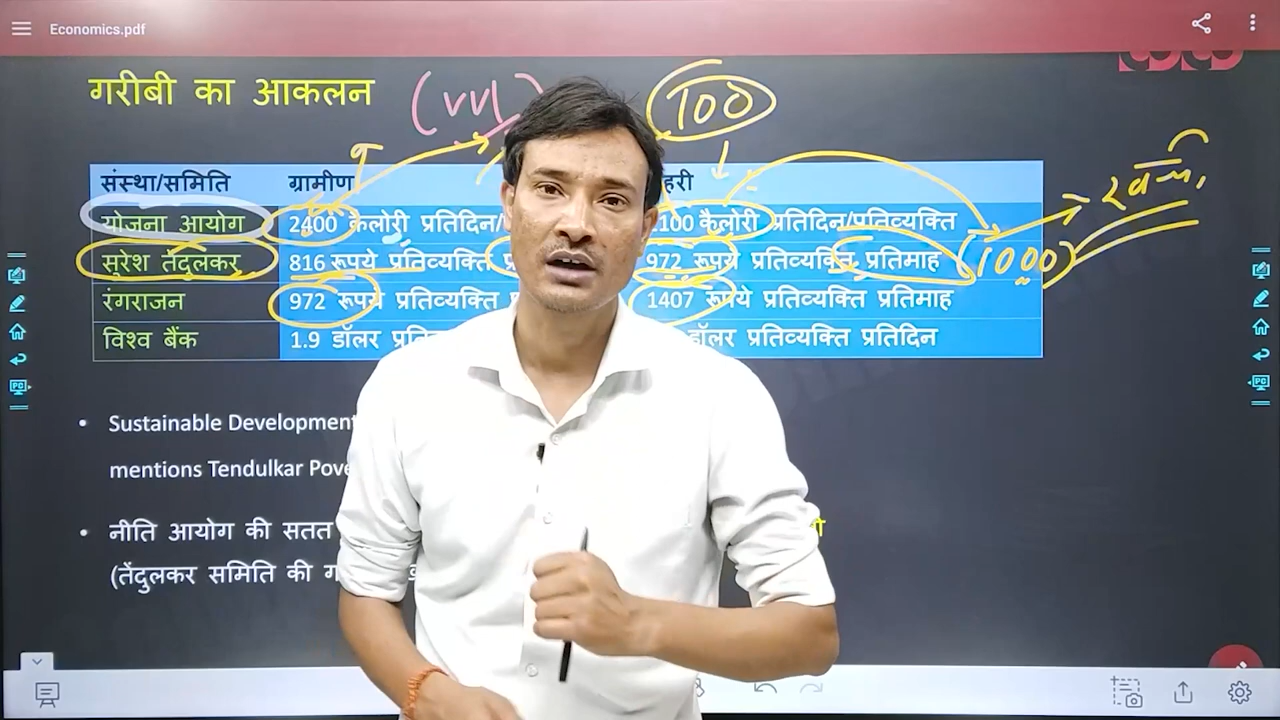 Economics.pdf
गरीबी का आकलन (VVI) 100
संस्था/समिति ग्रामीण हरी
योजना आयोग 2400 कैलोरी प्रतिदिन/ 100 कैलोरी प्रतिदिन/प्रतिव्यक्ति
सुरेश तेंदुलकर 816 रूपये प्रतिव्यक्ति 972 रूपये प्रतिव्यक्ति प्रतिमाह 1000
रंगराजन 972 रूपये प्रतिव्यक्ति 1407 रूपये प्रतिव्यक्ति प्रतिमाह
विश्व बैंक 1.9 डॉलर डॉलर प्रतिव्यक्ति प्रतिदिन
• Sustainable Development
mentions Tendulkar
• नीति आयोग की सतत
(तेंदुलकर समिति की